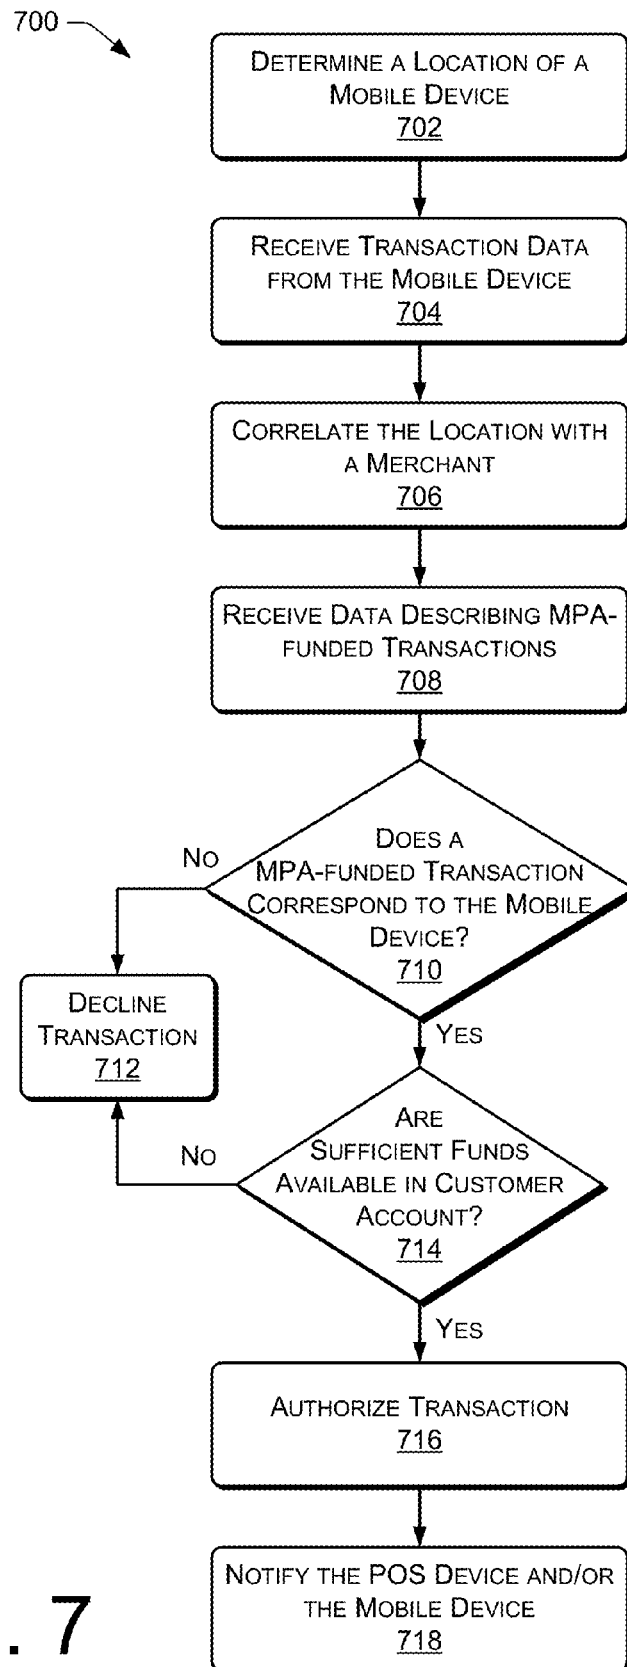 700
DETERMINE A LOCATION OF A
MOBILE DEVICE
702
RECEIVE TRANSACTION DATA
FROM THE MOBILE DEVICE
704
CORRELATE THE LOCATION WITH
A MERCHANT
706
RECEIVE DATA DESCRIBING MPA-
FUNDED TRANSACTIONS
708
DOES A
MPA-FUNDED TRANSACTION
CORRESPOND TO THE MOBILE
DEVICE?
710
NO
DECLINE
TRANSACTION
712
YES
ARE
SUFFICIENT FUNDS
AVAILABLE IN CUSTOMER
ACCOUNT?
714
NO
YES
AUTHORIZE TRANSACTION
716
NOTIFY THE POS DEVICE AND/OR
THE MOBILE DEVICE
718
. 7